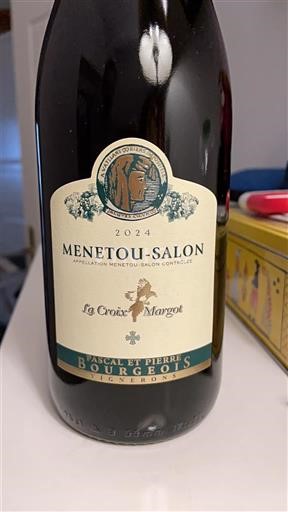 2024
MENETOU-SALON
APPELLATION MENETOU-SALON CONTRÔLÉE
La Croix Margot
PASCAL ET PIERRE
BOURGEOIS
VIGNERONS